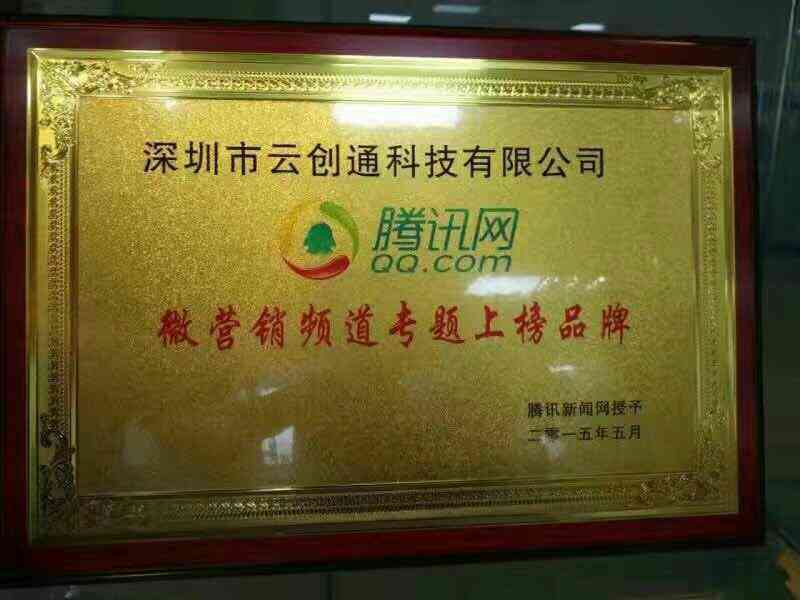 深圳市云创通科技有限公司
腾讯网
QQ.com
微营销频道专题上榜品牌
腾讯新闻网授予
二零一五年五月